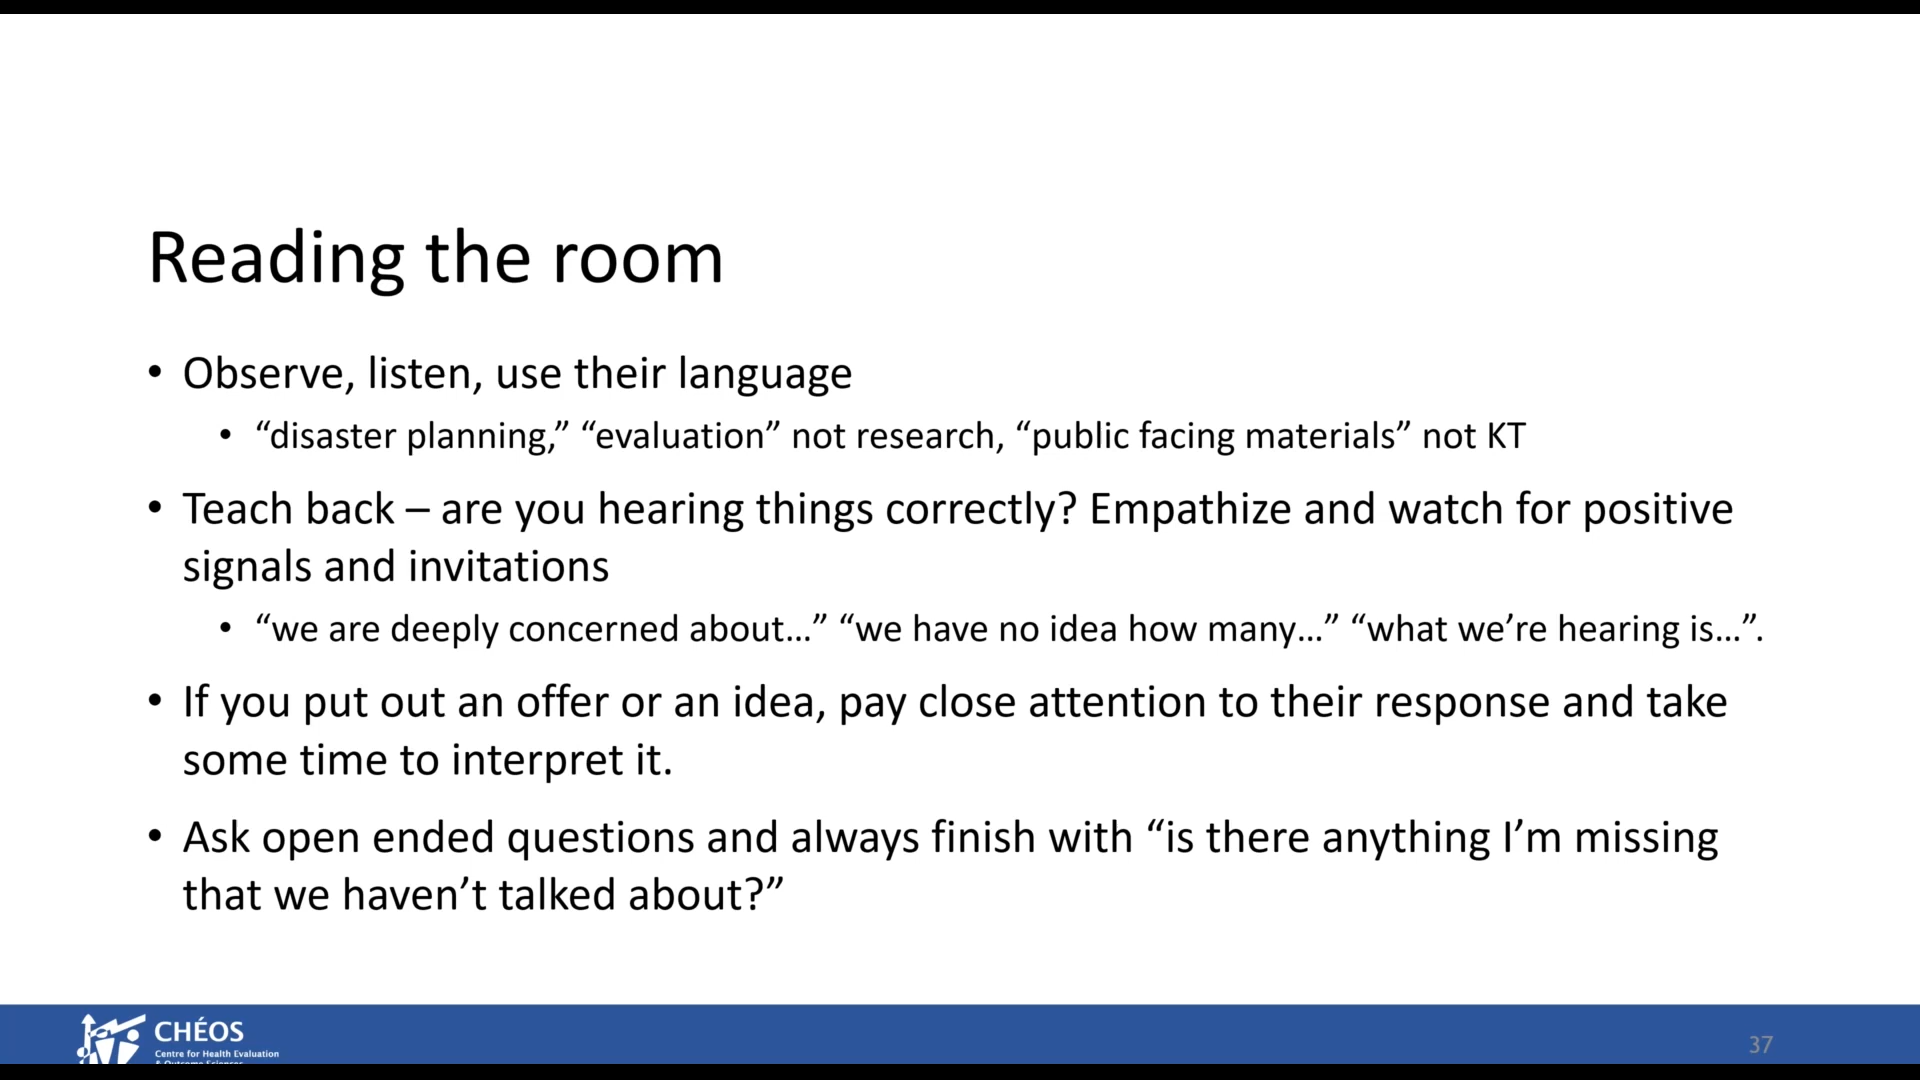 Reading the room
• Observe, listen, use their language
• “disaster planning,” “evaluation” not research, “public facing materials” not KT
• Teach back – are you hearing things correctly? Empathize and watch for positive
signals and invitations
• “we are deeply concerned about…” “we have no idea how many…” “what we’re hearing is…”.
• If you put out an offer or an idea, pay close attention to their response and take
some time to interpret it.
• Ask open ended questions and always finish with “is there anything I’m missing
that we haven’t talked about?”
CHÉOS
Centre for Health Evaluation
& Outcome Sciences
37